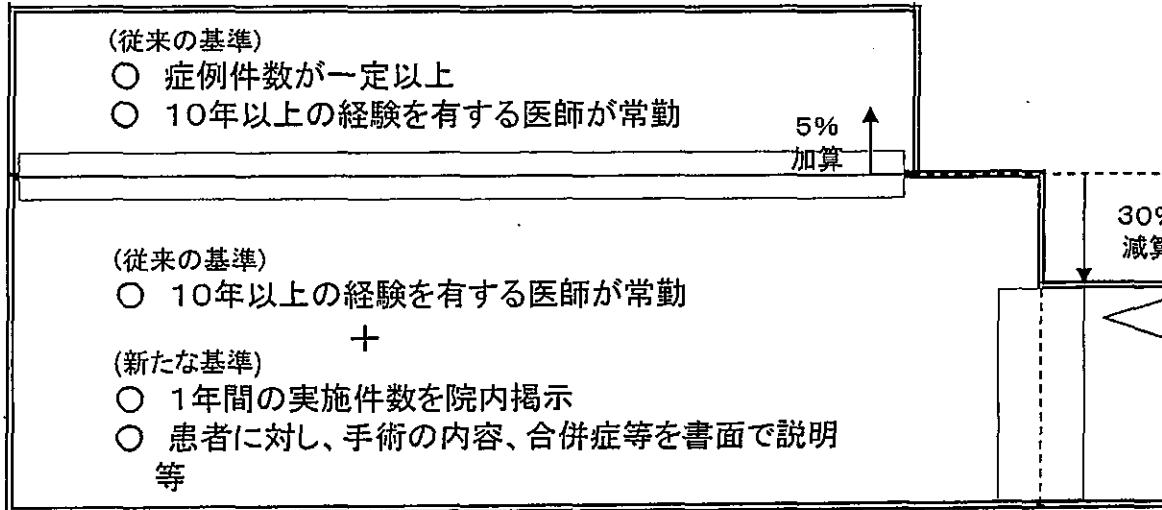 (従来の基準)
○ 症例件数が一定以上
○ 10年以上の経験を有する医師が常勤
5%
加算
30%
減算
(従来の基準)
○ 10年以上の経験を有する医師が常勤
+
(新たな基準)
○ 1年間の実施件数を院内掲示
○ 患者に対し、手術の内容、合併症等を書面で説明
等